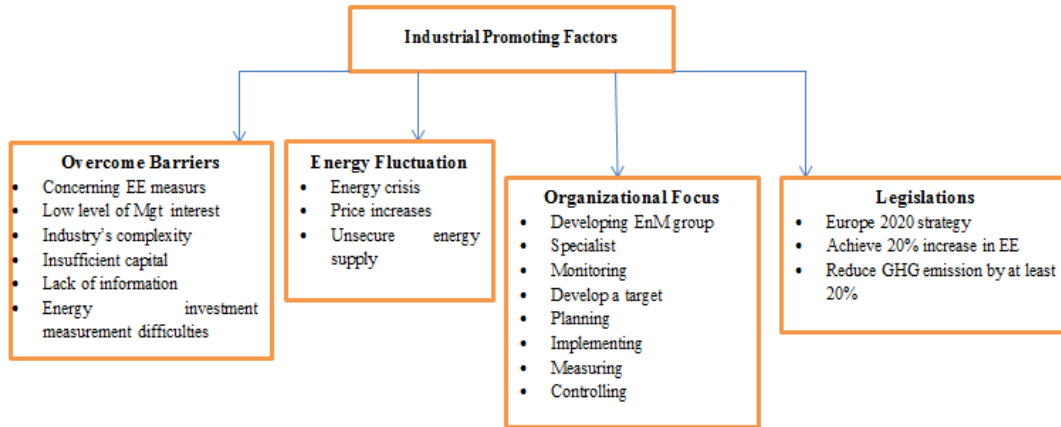 Industrial Promoting Factors
Overcome Barriers
• Concerning EE measurs
• Low level of Mgt interest
• Industry's complexity
• Insufficient capital
• Lack of information
• Energy investment
measurement difficulties
Energy Fluctuation
• Energy crisis
• Price increases
• Unsecure energy
supply
Organizational Focus
• Developing EnM group
• Specialist
• Monitoring
• Develop a target
• Planning
• Implementing
• Measuring
• Controlling
Legislations
• Europe 2020 strategy
• Achieve 20% increase in EE
• Reduce GHG emission by at least
20%